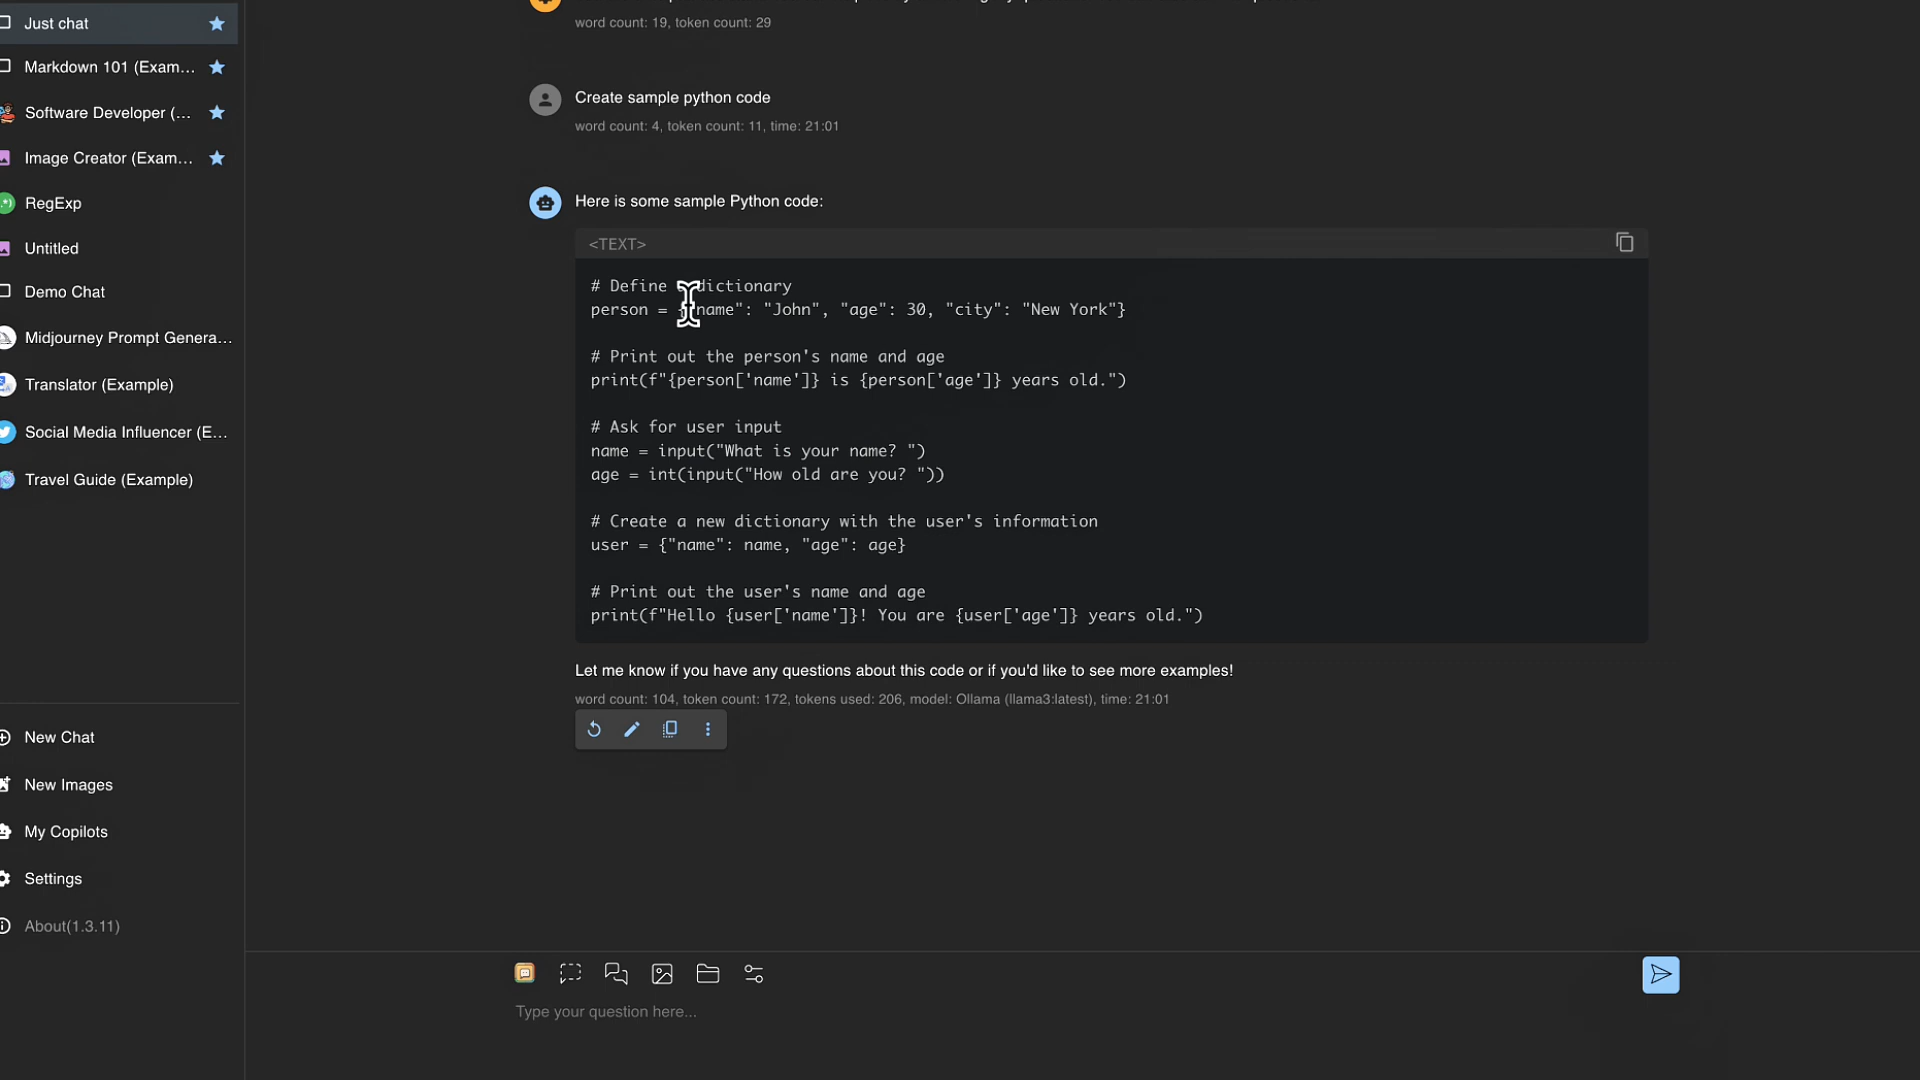 Just chat
Markdown 101 (Exam...
Software Developer (...
Image Creator (Exam...
RegExp
Untitled
Demo Chat
Midjourney Prompt Genera...
Translator (Example)
Social Media Influencer (E...
Travel Guide (Example)
New Chat
New Images
My Copilots
Settings
About(1.3.11)
word count: 19, token count: 29
Create sample python code
word count: 4, token count: 11, time: 21:01
Here is some sample Python code:
<TEXT>
# Define a dictionary
person = {"name": "John", "age": 30, "city": "New York"}
# Print out the person's name and age
print(f"{person['name']} is {person['age']} years old.")
# Ask for user input
name = input("What is your name? ")
age = int(input("How old are you? "))
# Create a new dictionary with the user's information
user = {"name": name, "age": age}
# Print out the user's name and age
print(f"Hello {user['name']}! You are {user['age']} years old.")
Let me know if you have any questions about this code or if you'd like to see more examples!
word count: 104, token count: 172, tokens used: 206, model: Ollama (llama3:latest), time: 21:01
Type your question here...